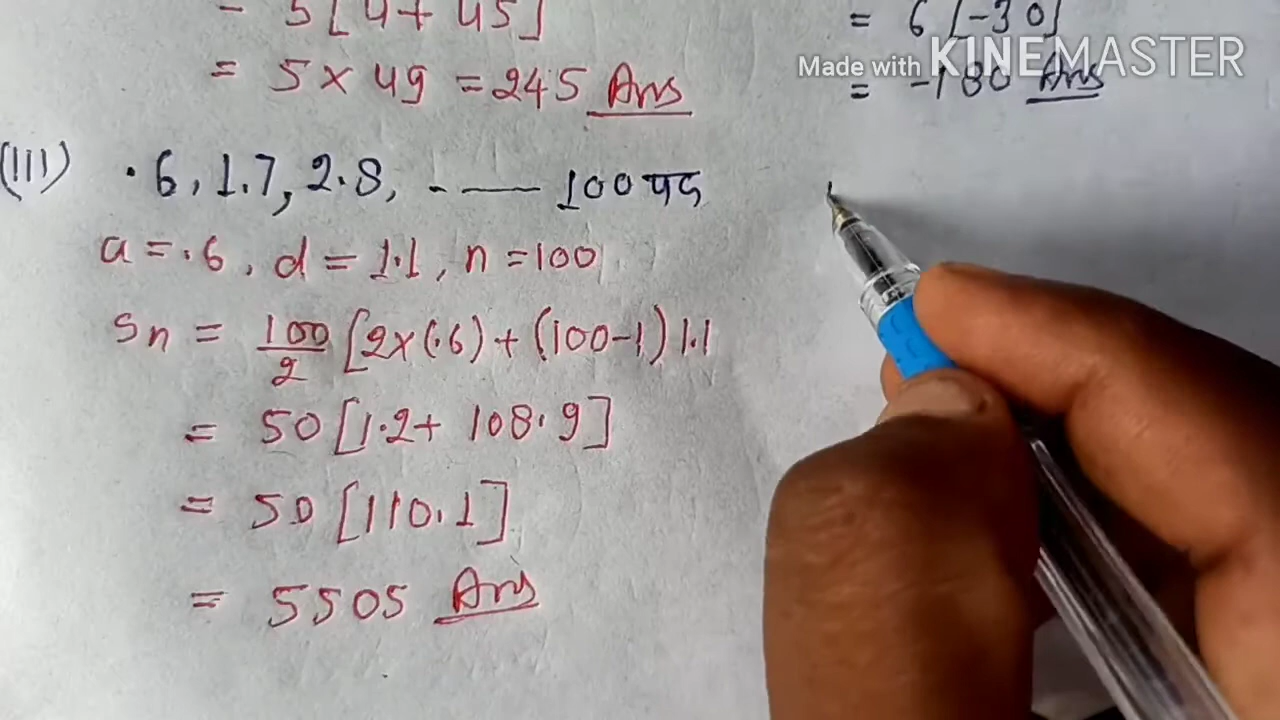 = 5[4+45]
= 5×49 =245 Ans
= 6[-30]
= -180 Ans
Made with KINEMASTER
(III) .6, 1.7, 2.8, - — 100 पद
a = .6, d = 1.1, n = 100
Sn = 100/2 [2×(.6) + (100-1) 1.1
= 50 [1.2 + 108.9]
= 50 [110.1]
= 5505 Ans